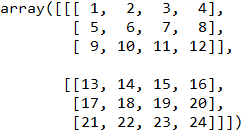 array([[[ 1,  2,  3,  4],
        [ 5,  6,  7,  8],
        [ 9, 10, 11, 12]],
       [[13, 14, 15, 16],
        [17, 18, 19, 20],
        [21, 22, 23, 24]]])